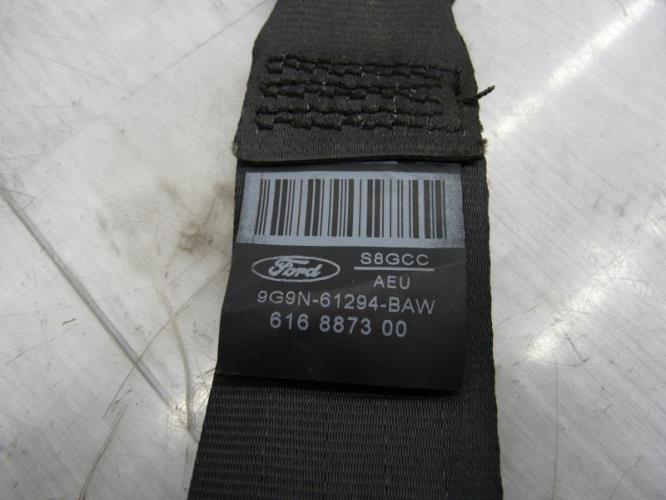 S8GCC
Ford AEU
9G9N-61294-BAW
616 8873 00